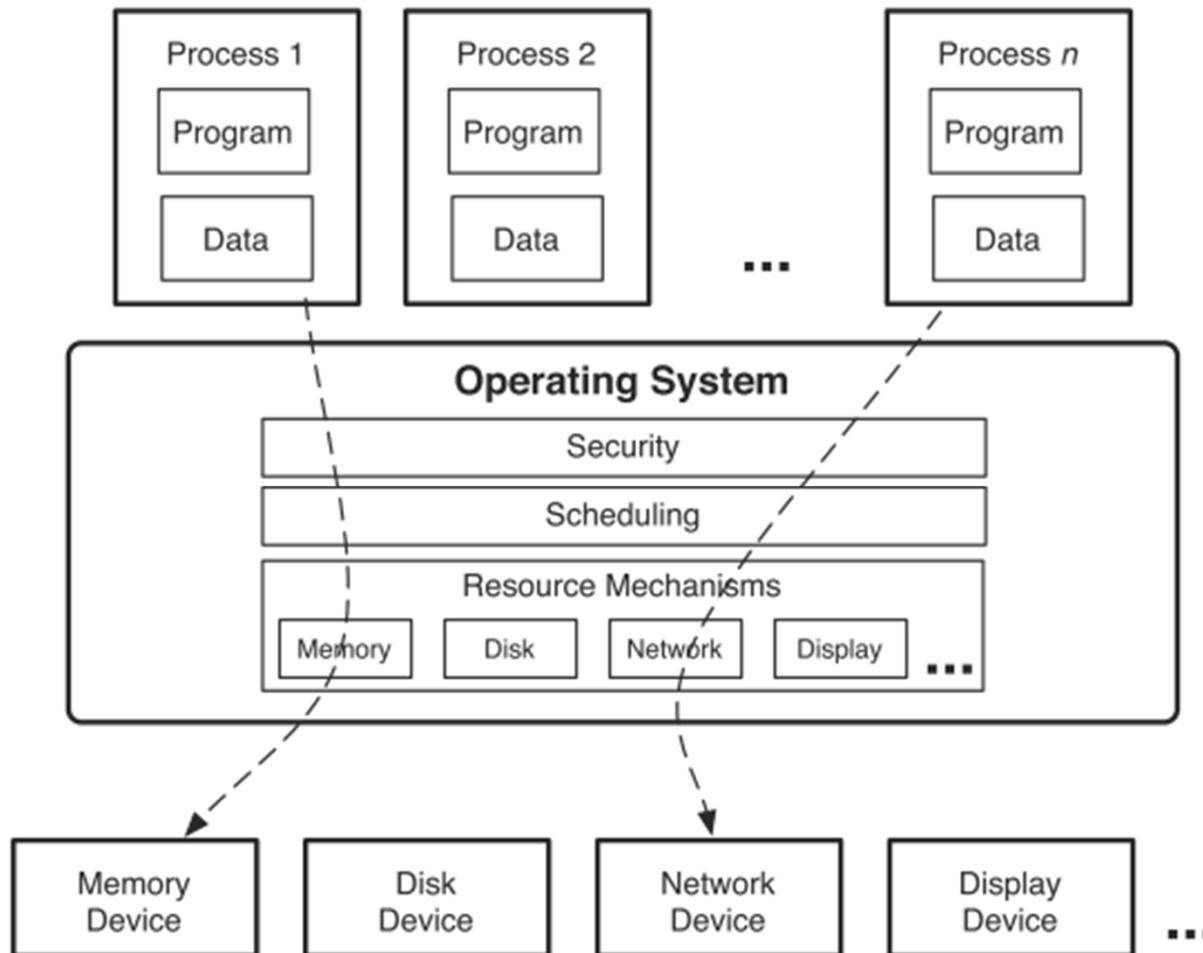 Process 1
Program
Data
Process 2
Program
Data
...
Process n
Program
Data
Operating System
Security
Scheduling
Resource Mechanisms
Memory
Disk
Network
Display
...
Memory
Device
Disk
Device
Network
Device
Display
Device
...